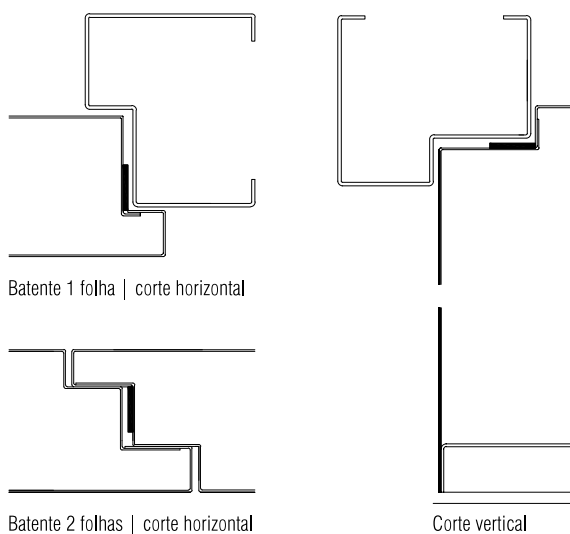 Batente 1 folha | corte horizontal
Batente 2 folhas | corte horizontal
Corte vertical